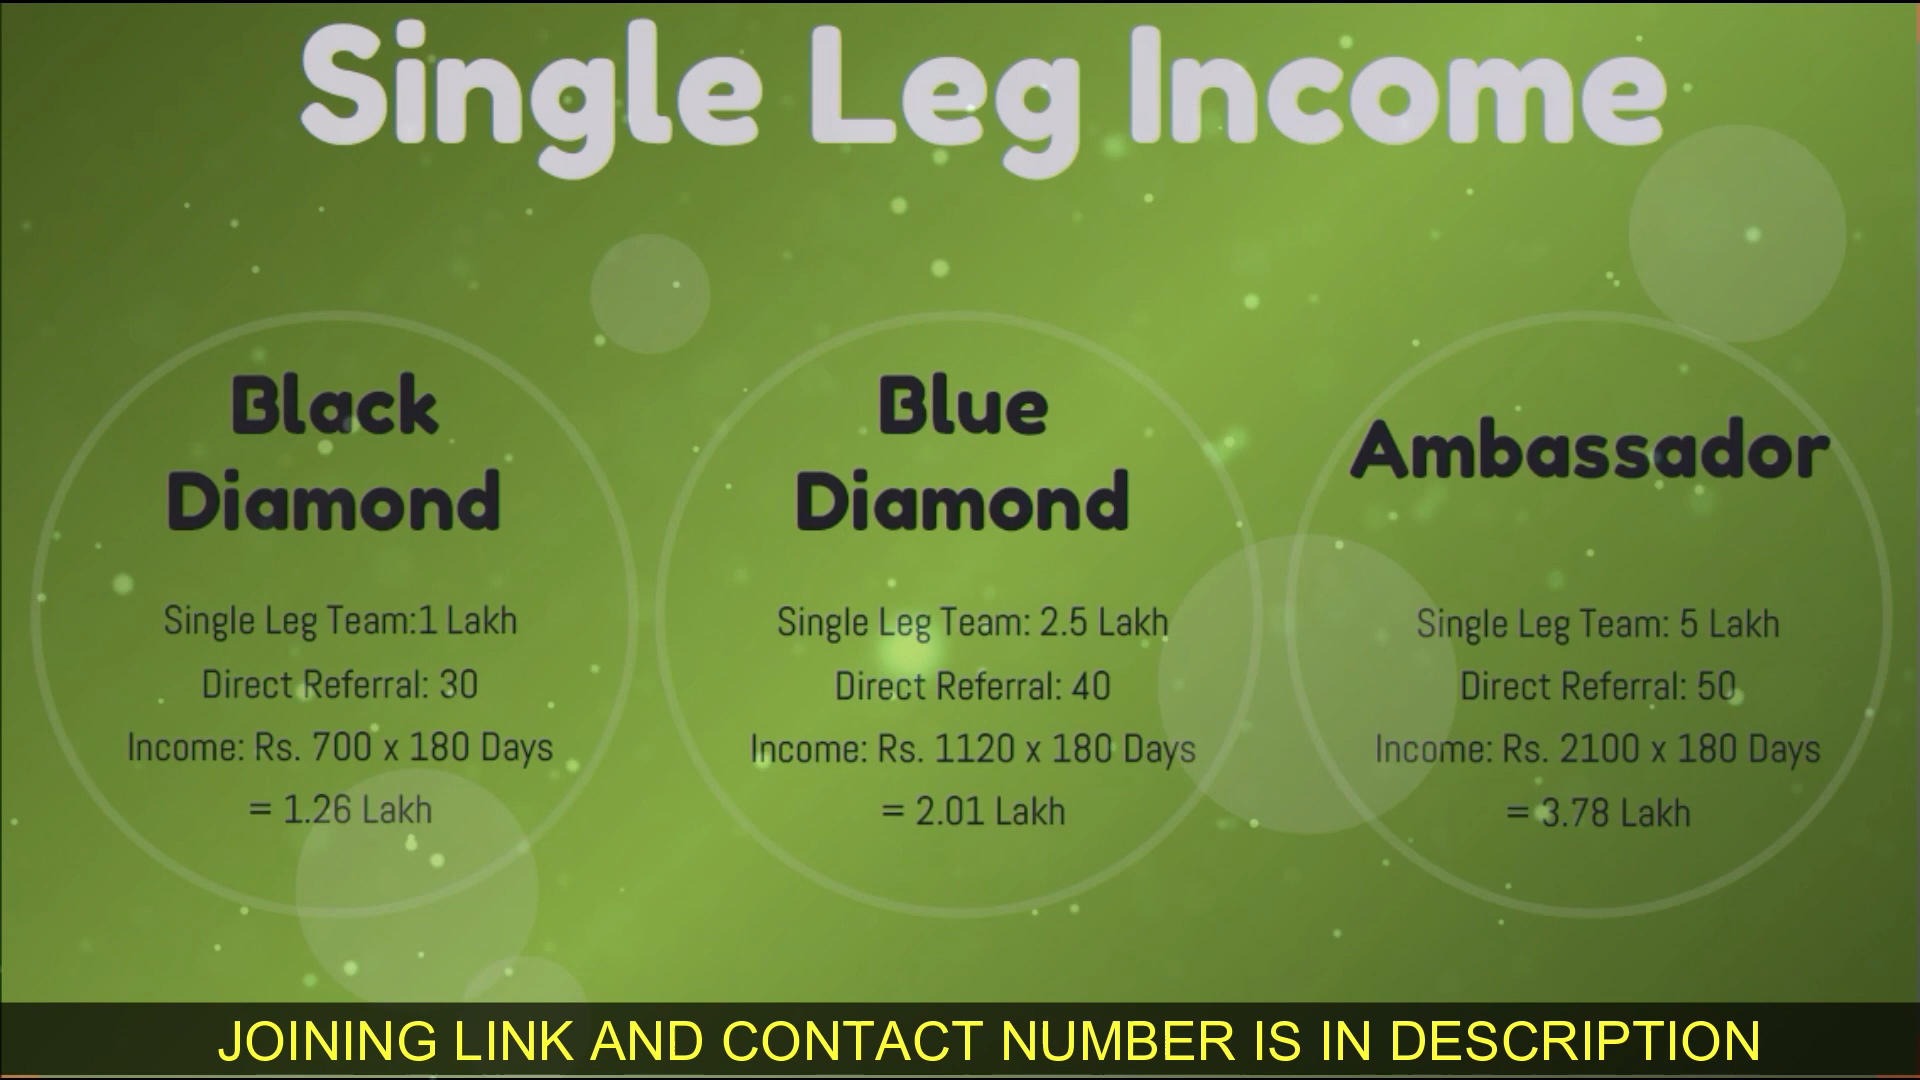 Single Leg Income
Black
Diamond
Single Leg Team:1 Lakh
Direct Referral: 30
Income: Rs. 700 x 180 Days
= 1.26 Lakh
Blue
Diamond
Single Leg Team: 2.5 Lakh
Direct Referral: 40
Income: Rs. 1120 x 180 Days
= 2.01 Lakh
Ambassador
Single Leg Team: 5 Lakh
Direct Referral: 50
Income: Rs. 2100 x 180 Days
= 3.78 Lakh
JOINING LINK AND CONTACT NUMBER IS IN DESCRIPTION